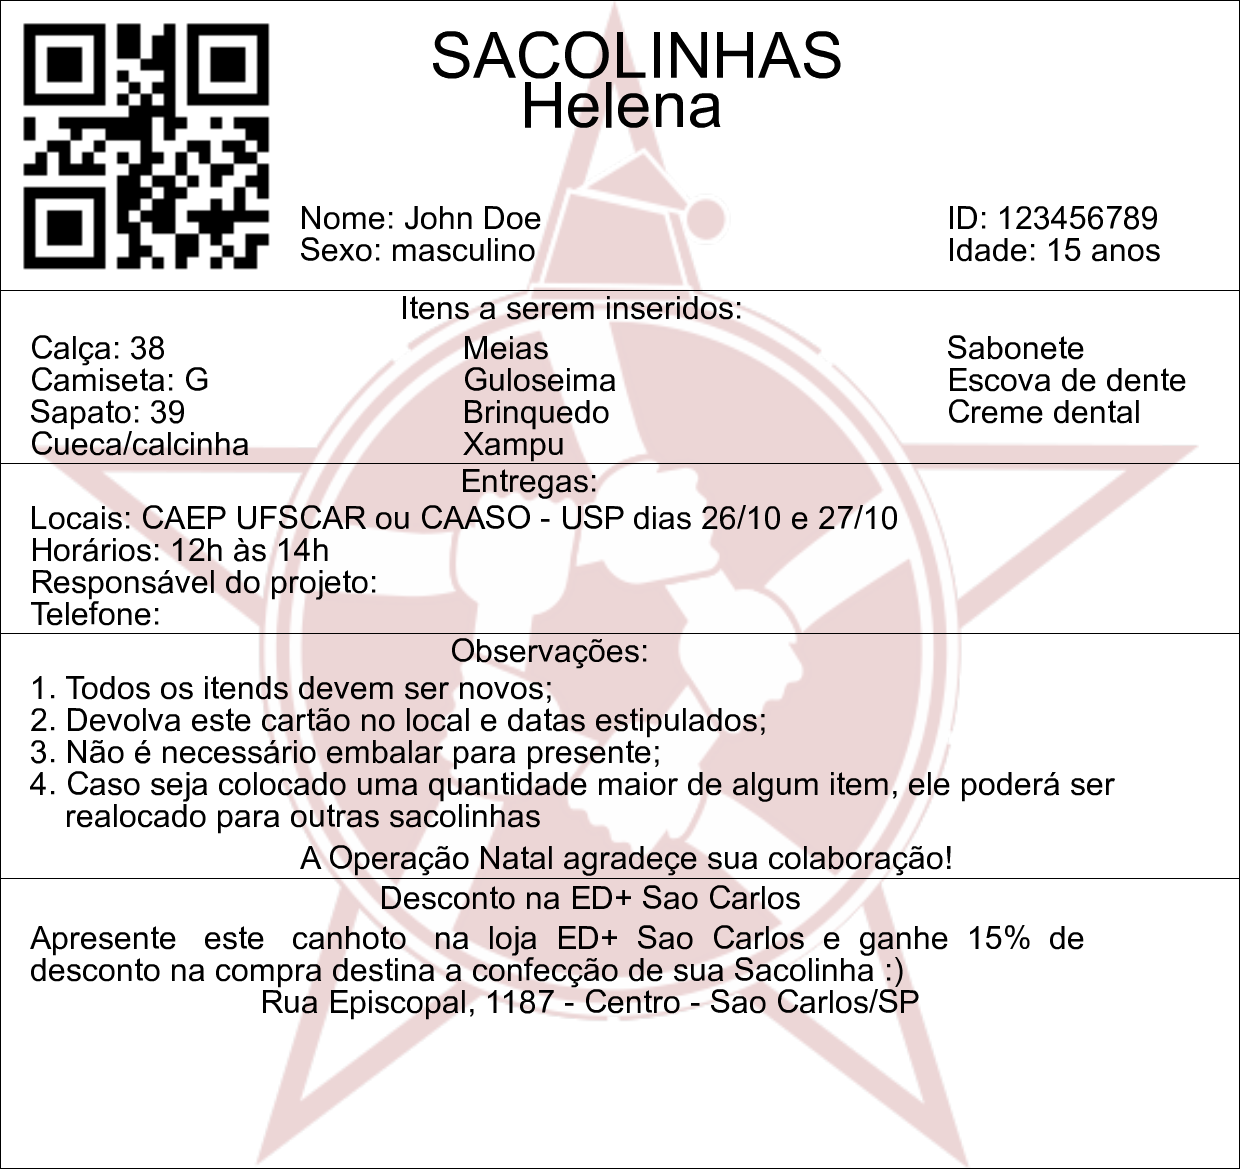 SACOLINHAS
Helena
Nome: John Doe
ID: 123456789
Sexo: masculino
Idade: 15 anos
Itens a serem inseridos:
Calça: 38
Meias
Sabonete
Camiseta: G
Guloseima
Escova de dente
Sapato: 39
Brinquedo
Creme dental
Cueca/calcinha
Xampu
Entregas:
Locais: CAEP UFSCAR ou CAASO - USP dias 26/10 e 27/10
Horários: 12h às 14h
Responsável do projeto:
Telefone:
Observações:
1. Todos os itends devem ser novos;
2. Devolva este cartão no local e datas estipulados;
3. Não é necessário embalar para presente;
4. Caso seja colocado uma quantidade maior de algum item, ele poderá ser
realocado para outras sacolinhas
A Operação Natal agradeçe sua colaboração!
Desconto na ED+ Sao Carlos
Apresente este canhoto na loja ED+ Sao Carlos e ganhe 15% de
desconto na compra destina a confecção de sua Sacolinha :)
Rua Episcopal, 1187 - Centro - Sao Carlos/SP